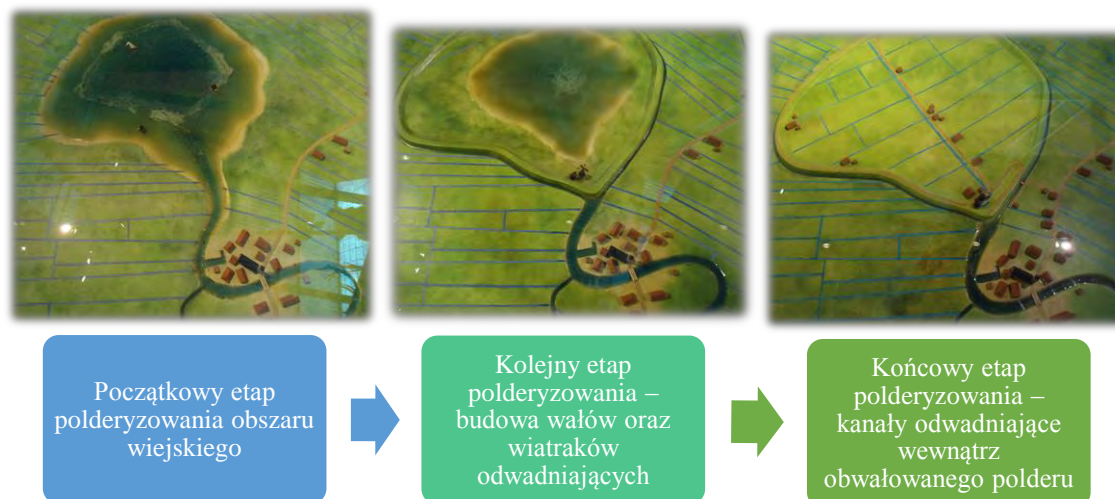 Początkowy etap
polderyzowania obszaru
wiejskiego
Kolejny etap
polderyzowania –
budowa wałów oraz
wiatraków
odwadniających
Końcowy etap
polderyzowania –
kanały odwadniające
wewnątrz
obwałowanego polderu